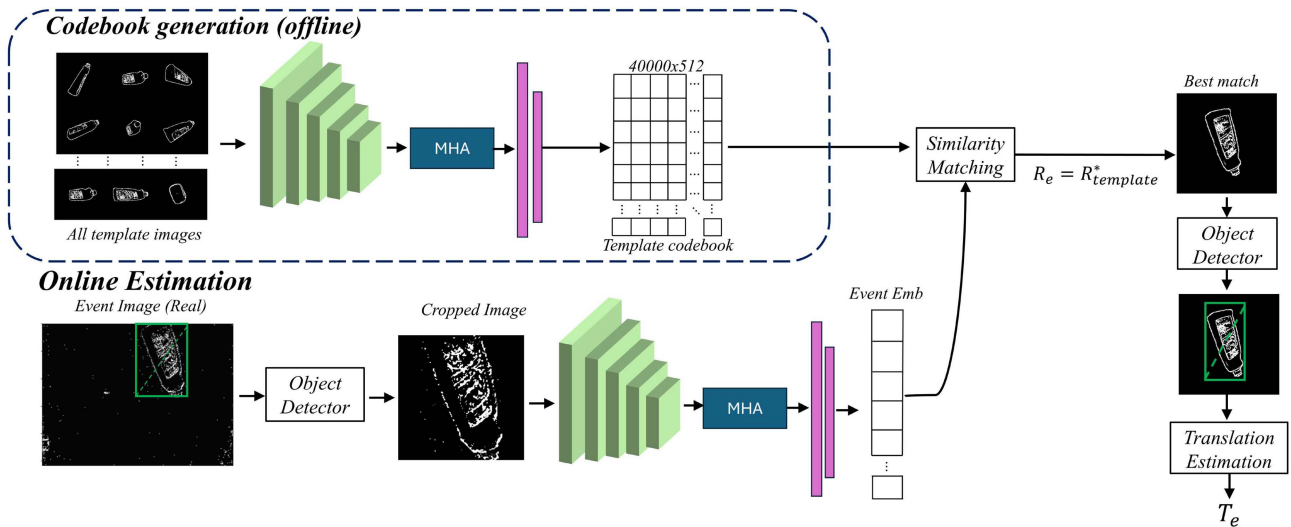 Codebook generation (offline)
40000x512
MHA
All template images
Template codebook
Similarity
Matching
R_e = R^*_{template}
Best match
Object
Detector
Translation
Estimation
T_e
Online Estimation
Event Image (Real)
Object
Detector
Cropped Image
MHA
Event Emb